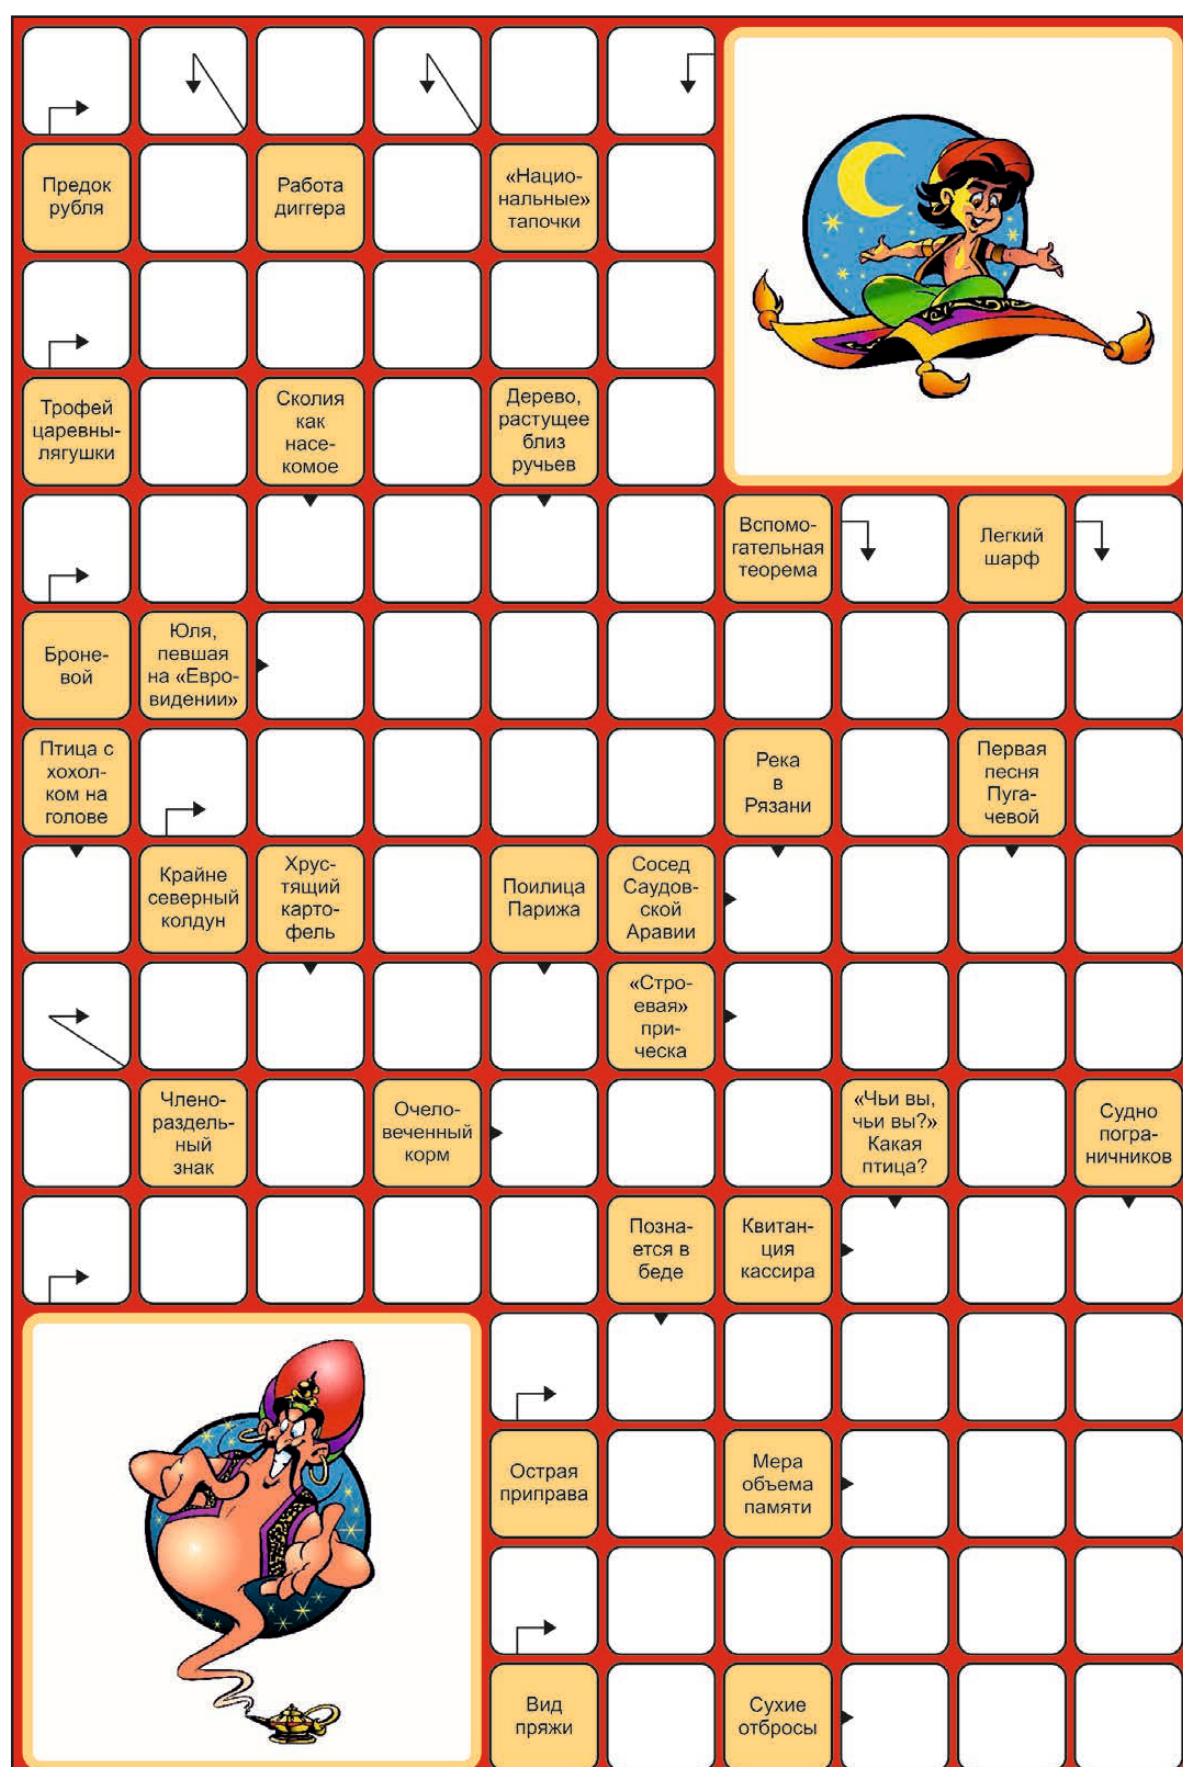 Предок
рубля
Работа
диггера
«Нацио-
нальные»
тапочки
Трофей
царевны-
лягушки
Сколия
как
насе-
комое
Дерево,
растущее
близ
ручьев
Вспомо-
гательная
теорема
Легкий
шарф
Броне-
вой
Юля,
певшая
на «Евро-
видении»
Птица с
хохол-
ком на
голове
Река
в
Рязани
Первая
песня
Пуга-
чевой
Крайне
северный
колдун
Хрус-
тящий
карто-
фель
Поилица
Парижа
Сосед
Саудов-
ской
Аравии
«Стро-
евая»
при-
ческа
Члено-
раздель-
ный
знак
Очело-
веченный
корм
«Чьи вы,
чьи вы?»
Какая
птица?
Судно
погра-
ничников
Позна-
ется в
беде
Квитан-
ция
кассира
Острая
приправа
Мера
объема
памяти
Вид
пряжи
Сухие
отбросы